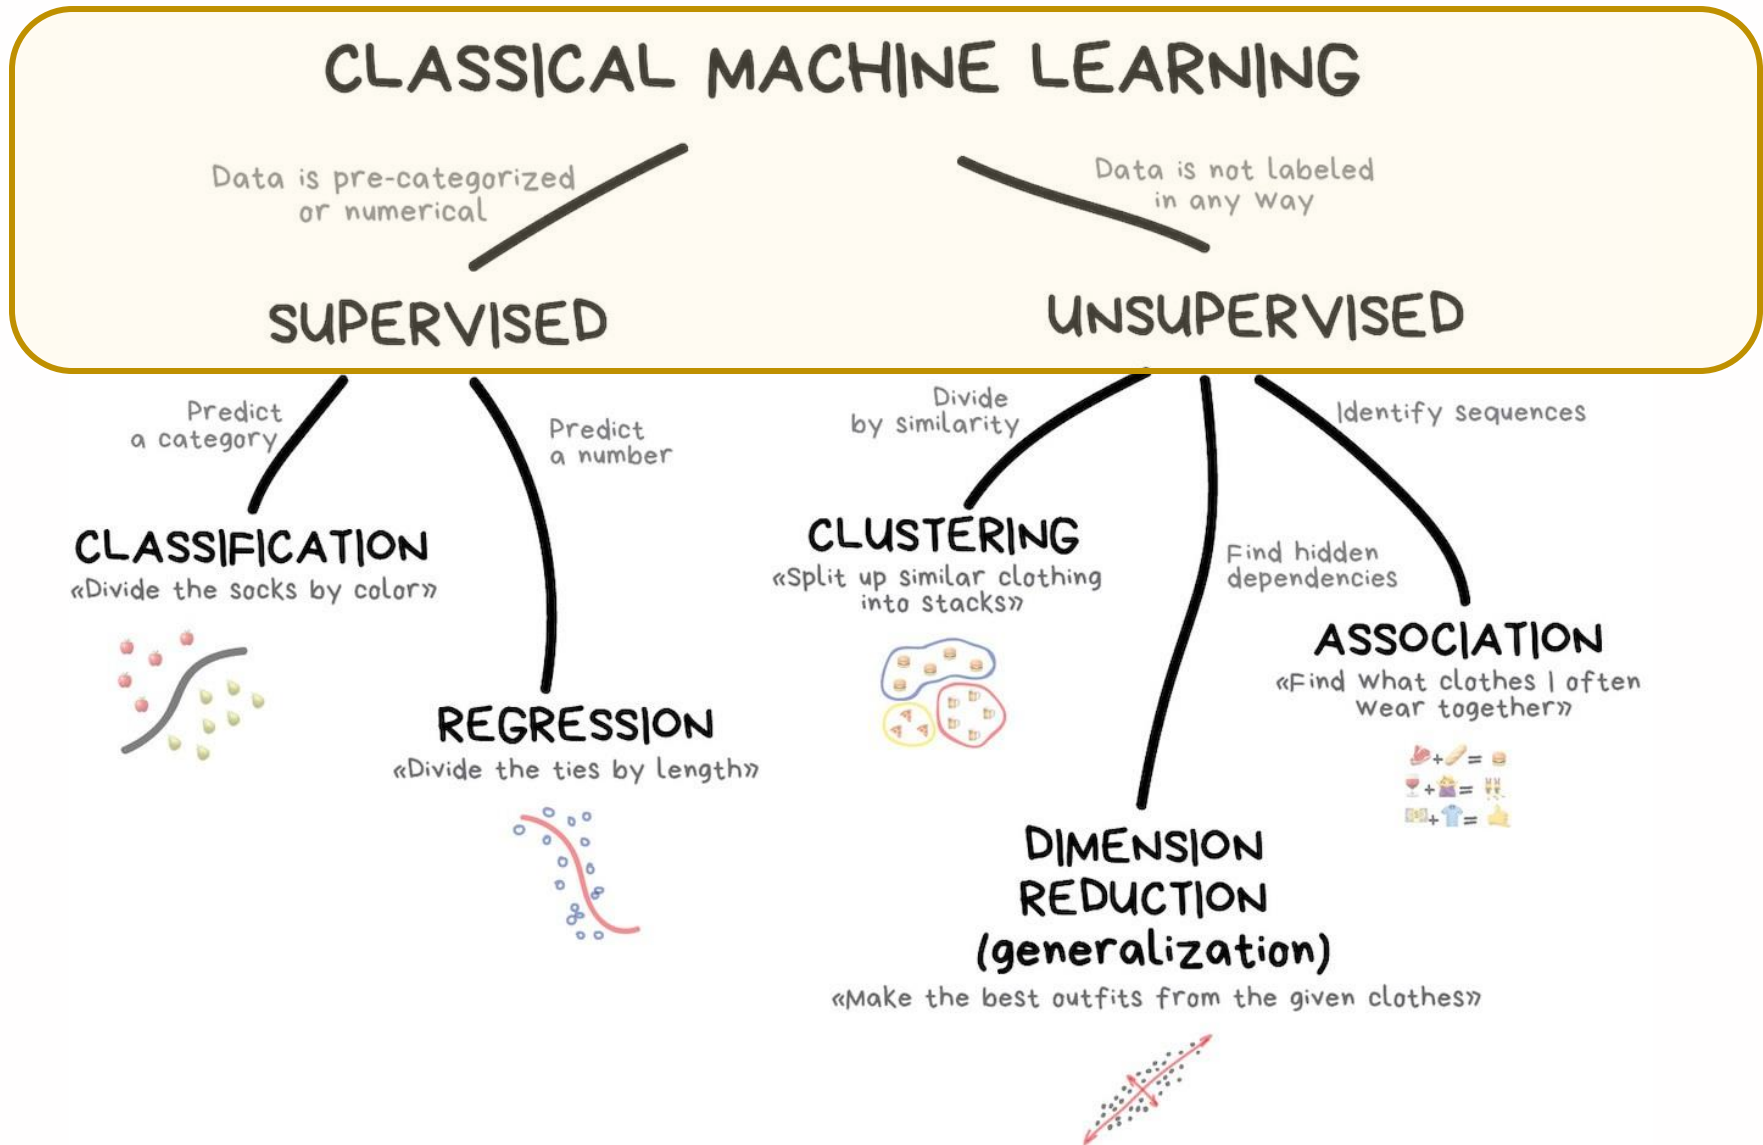 CLASSICAL MACHINE LEARNING
Data is pre-categorized
or numerical
Data is not labeled
in any way
SUPERVISED
UNSUPERVISED
Predict
a category
Predict
a number
Divide
by similarity
Identify sequences
CLASSIFICATION
«Divide the socks by color»
CLUSTERING
«Split up similar clothing
into stacks»
Find hidden
dependencies
ASSOCIATION
«Find what clothes I often
wear together»
REGRESSION
«Divide the ties by length»
+ =
+ =
+ =
DIMENSION
REDUCTION
(generalization)
«Make the best outfits from the given clothes»